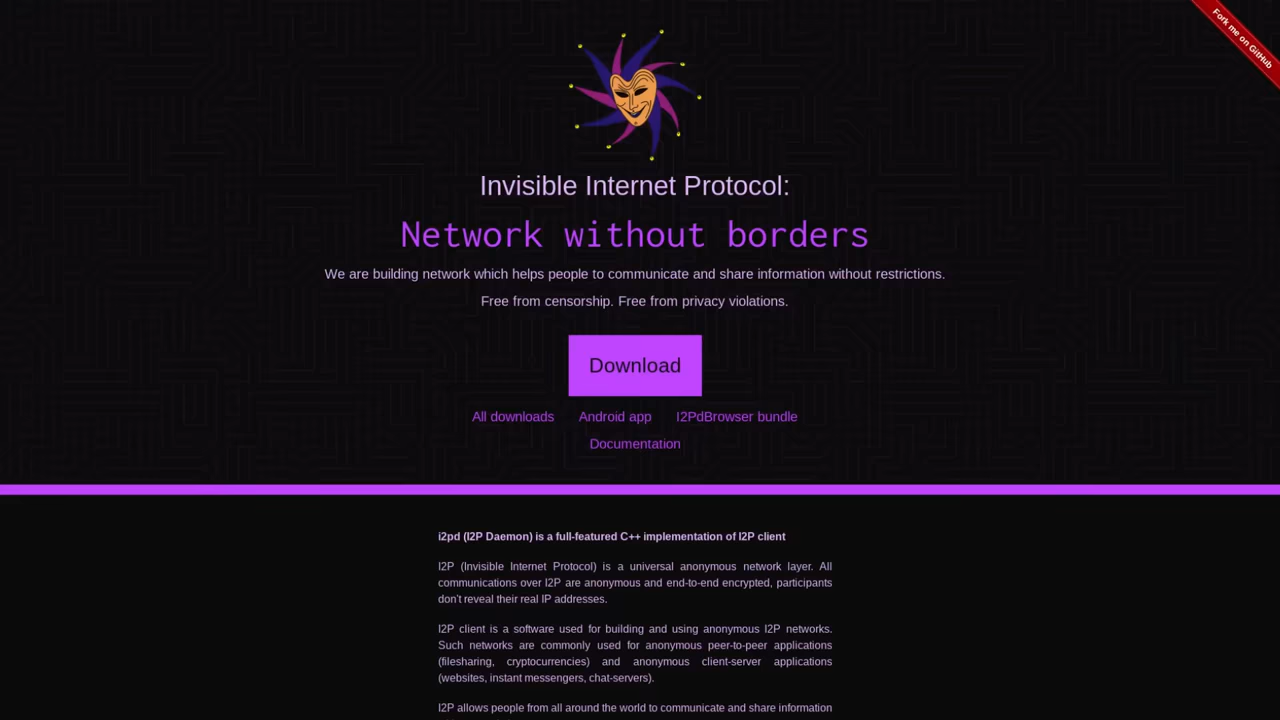 Fork me on GitHub
Invisible Internet Protocol:
Network without borders
We are building network which helps people to communicate and share information without restrictions.
Free from censorship. Free from privacy violations.
Download
All downloads Android app I2PdBrowser bundle
Documentation
i2pd (I2P Daemon) is a full-featured C++ implementation of I2P client
I2P (Invisible Internet Protocol) is a universal anonymous network layer. All
communications over I2P are anonymous and end-to-end encrypted, participants
don't reveal their real IP addresses.
I2P client is a software used for building and using anonymous I2P networks.
Such networks are commonly used for anonymous peer-to-peer applications
(filesharing, cryptocurrencies) and anonymous client-server applications
(websites, instant messengers, chat-servers).
I2P allows people from all around the world to communicate and share information